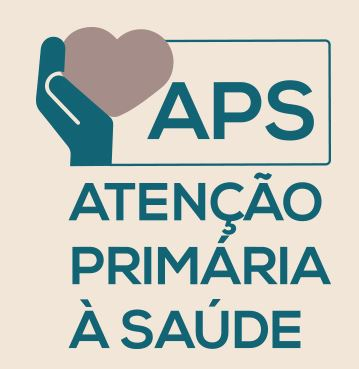 APS
ATENÇÃO
PRIMÁRIA
À SAÚDE